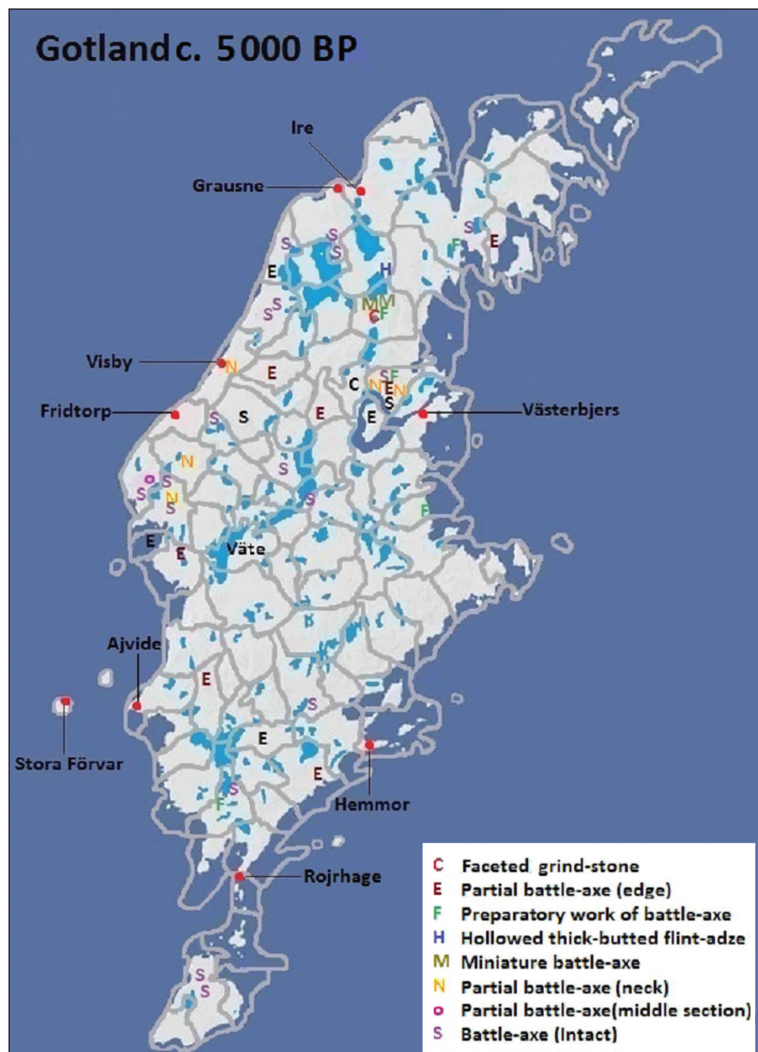 Gotland c. 5000 BP
Ire
Grausne
S
F
E
S
S
S
E
H
M M
C F
S
S
Visby
N
E
C
S F
N E N
S
E
Fridtorp
S
S
E
Västerbjers
N
S
o S
S
N
S
S
F
E
E
Väte
Ajvide
E
S
Stora Förvar
E
E
Hemmor
S
F
Rojrhage
S
S
C Faceted grind-stone
E Partial battle-axe (edge)
F Preparatory work of battle-axe
H Hollowed thick-butted flint-adze
M Miniature battle-axe
N Partial battle-axe (neck)
o Partial battle-axe(middle section)
S Battle-axe (Intact)